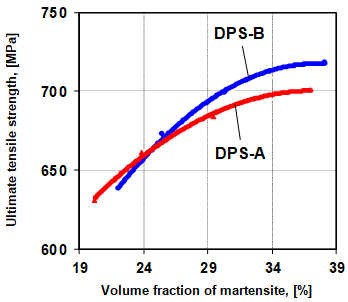 Ultimate tensile strength, [MPa]
750
700
650
600
DPS-B
DPS-A
19 24 29 34 39
Volume fraction of martensite, [%]